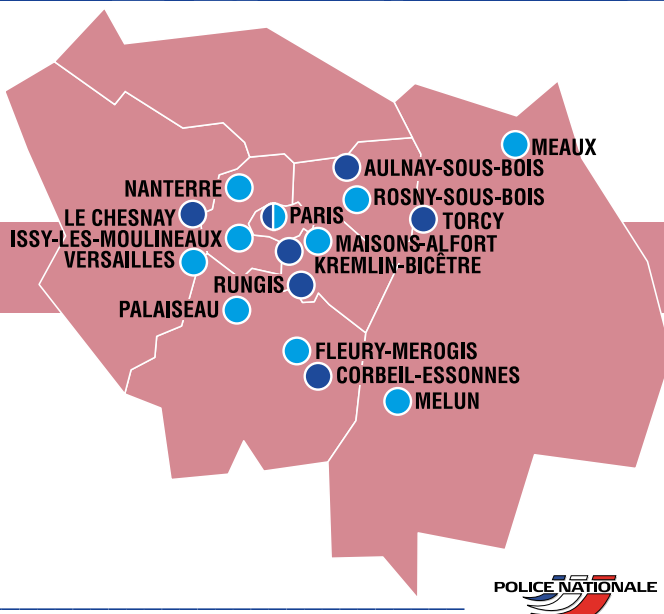 MEAUX
AULNAY-SOUS-BOIS
NANTERRE
ROSNY-SOUS-BOIS
LE CHESNAY
PARIS
TORCY
ISSY-LES-MOULINEAUX
MAISONS-ALFORT
VERSAILLES
KREMLIN-BICÊTRE
RUNGIS
PALAISEAU
FLEURY-MEROGIS
CORBEIL-ESSONNES
MELUN
POLICE NATIONALE